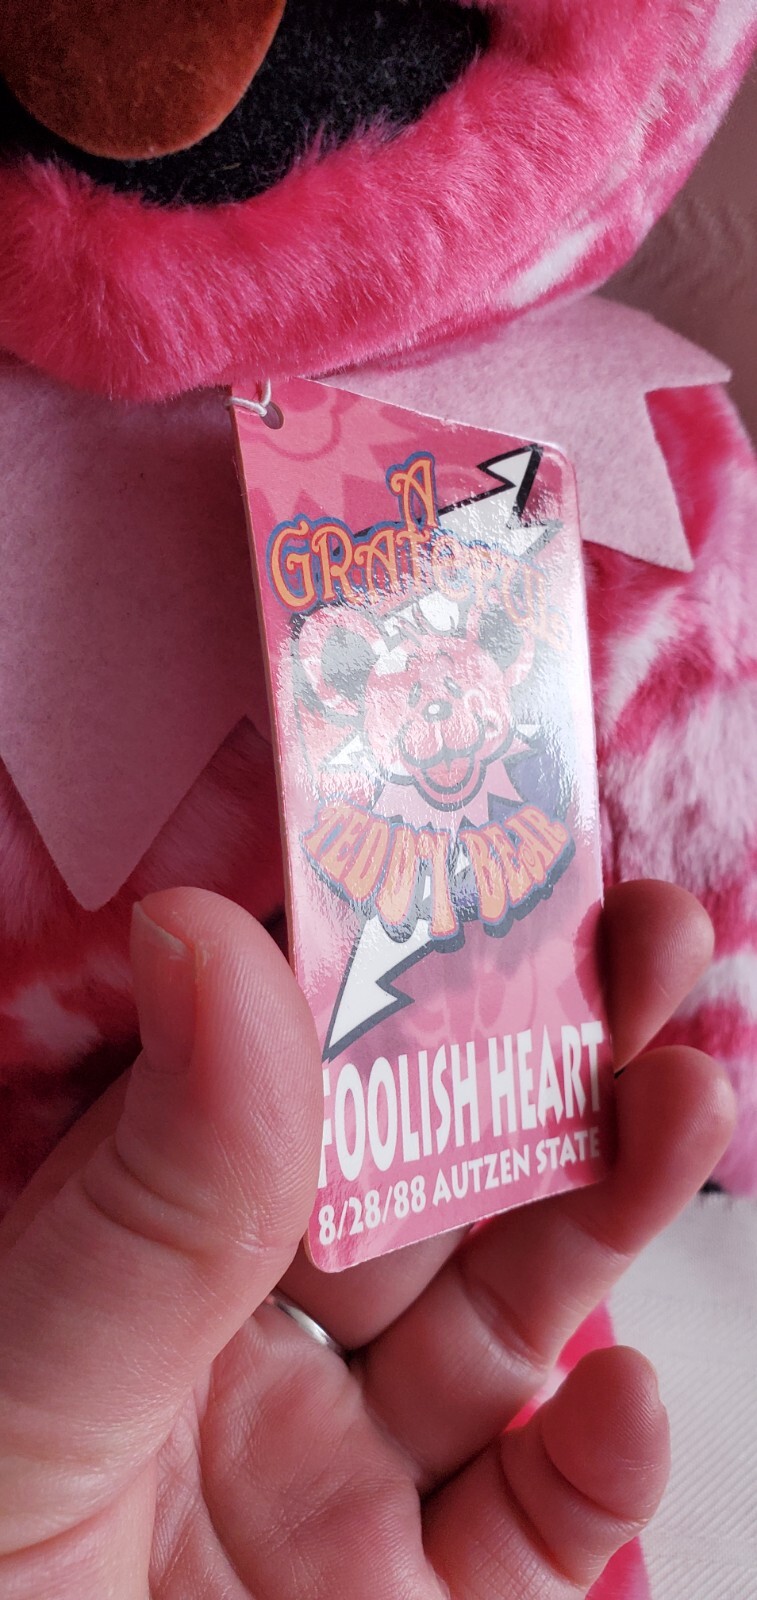 A
GRATEFUL
TEDDY BEAR
FOOLISH HEART
8/28/88 AUTZEN STATE